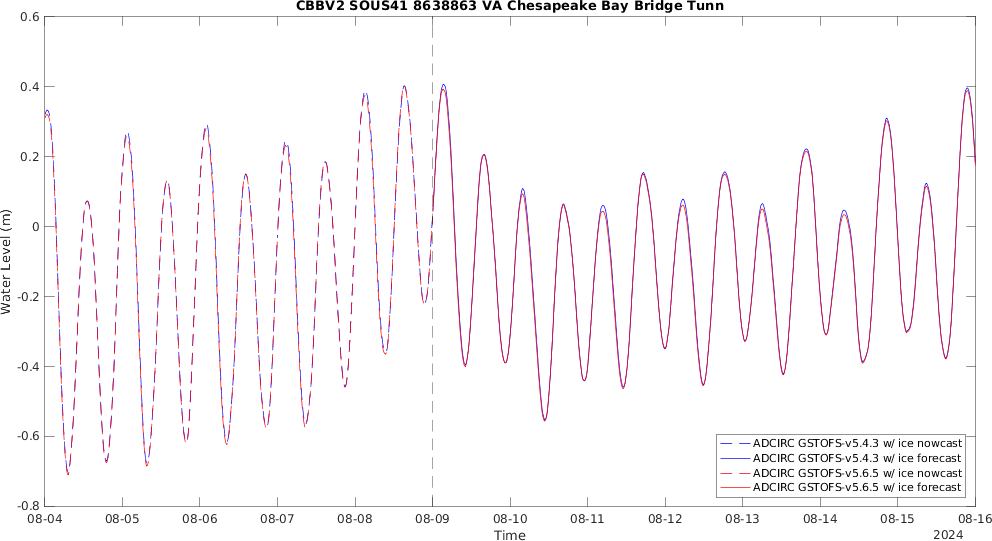 CBBV2 SOUS41 8638863 VA Chesapeake Bay Bridge Tunn
0.6
0.4
0.2
0
-0.2
-0.4
-0.6
-0.8
Water Level (m)
08-04 08-05 08-06 08-07 08-08 08-09 08-10 08-11 08-12 08-13 08-14 08-15 08-16
Time
2024
ADCIRC GSTOFS-v5.4.3 w/ ice nowcast
ADCIRC GSTOFS-v5.4.3 w/ ice forecast
ADCIRC GSTOFS-v5.6.5 w/ ice nowcast
ADCIRC GSTOFS-v5.6.5 w/ ice forecast